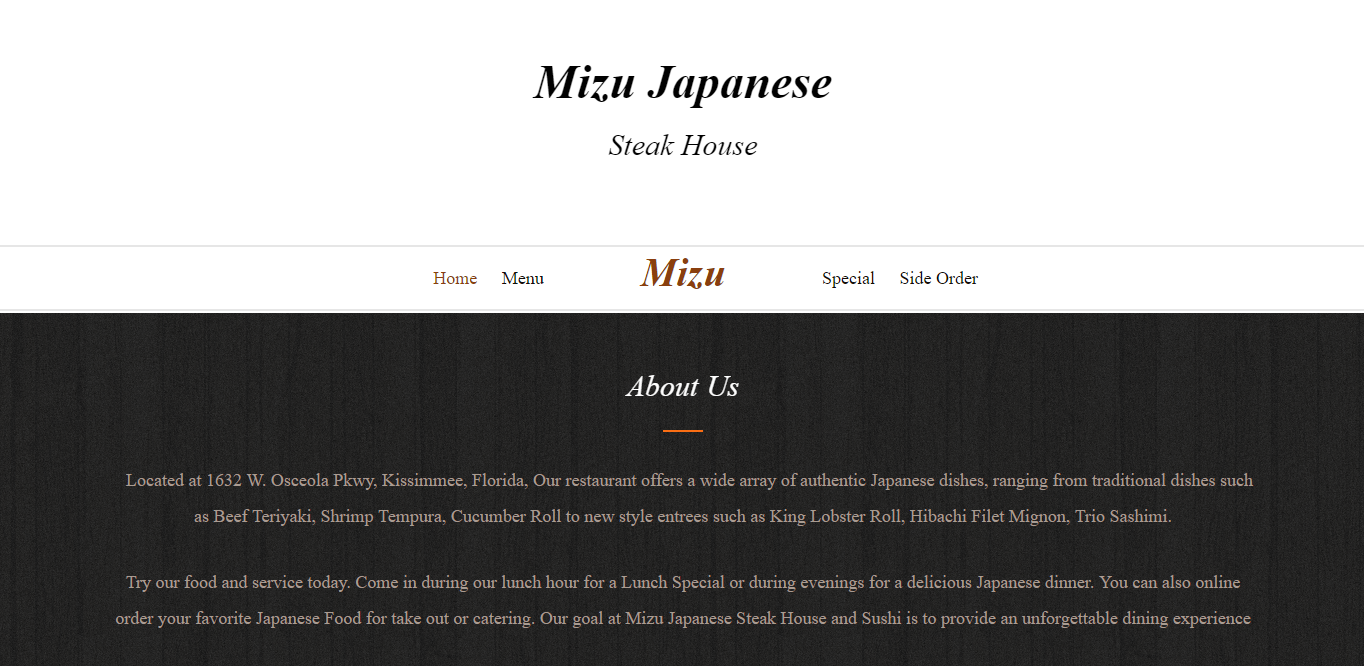 Mizu Japanese
Steak House
Home Menu Mizu Special Side Order
About Us
Located at 1632 W. Osceola Pkwy, Kissimmee, Florida, Our restaurant offers a wide array of authentic Japanese dishes, ranging from traditional dishes such
as Beef Teriyaki, Shrimp Tempura, Cucumber Roll to new style entrees such as King Lobster Roll, Hibachi Filet Mignon, Trio Sashimi.
Try our food and service today. Come in during our lunch hour for a Lunch Special or during evenings for a delicious Japanese dinner. You can also online
order your favorite Japanese Food for take out or catering. Our goal at Mizu Japanese Steak House and Sushi is to provide an unforgettable dining experience